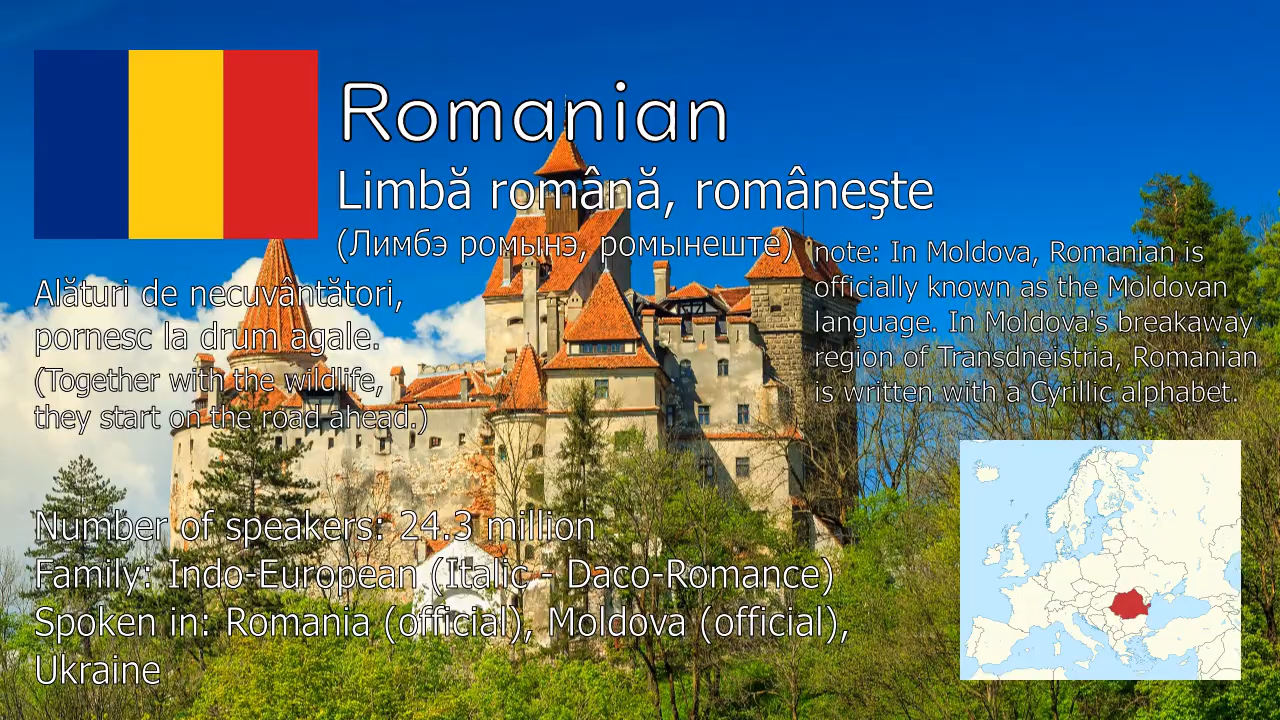 Romanian
Limbă română, româneşte
(Лимбэ ромынэ, ромынеште)
note: In Moldova, Romanian is
officially known as the Moldovan
language. In Moldova's breakaway
region of Transdneistria, Romanian
is written with a Cyrillic alphabet.
Alături de necuvântători,
pornesc la drum agale.
(Together with the wildlife,
they start on the road ahead.)
Number of speakers: 24.3 million
Family: Indo-European (Italic - Daco-Romance)
Spoken in: Romania (official), Moldova (official),
Ukraine